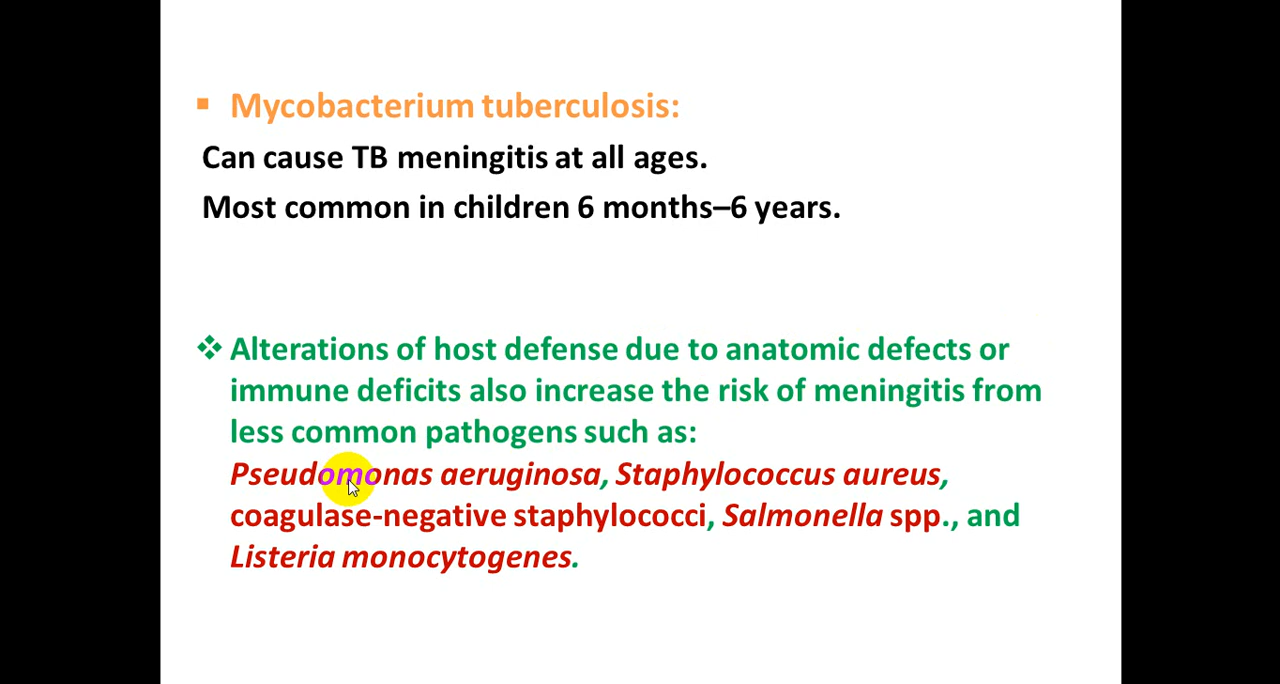 ▪ Mycobacterium tuberculosis:
Can cause TB meningitis at all ages.
Most common in children 6 months–6 years.
❖ Alterations of host defense due to anatomic defects or
immune deficits also increase the risk of meningitis from
less common pathogens such as:
Pseudomonas aeruginosa, Staphylococcus aureus,
coagulase-negative staphylococci, Salmonella spp., and
Listeria monocytogenes.